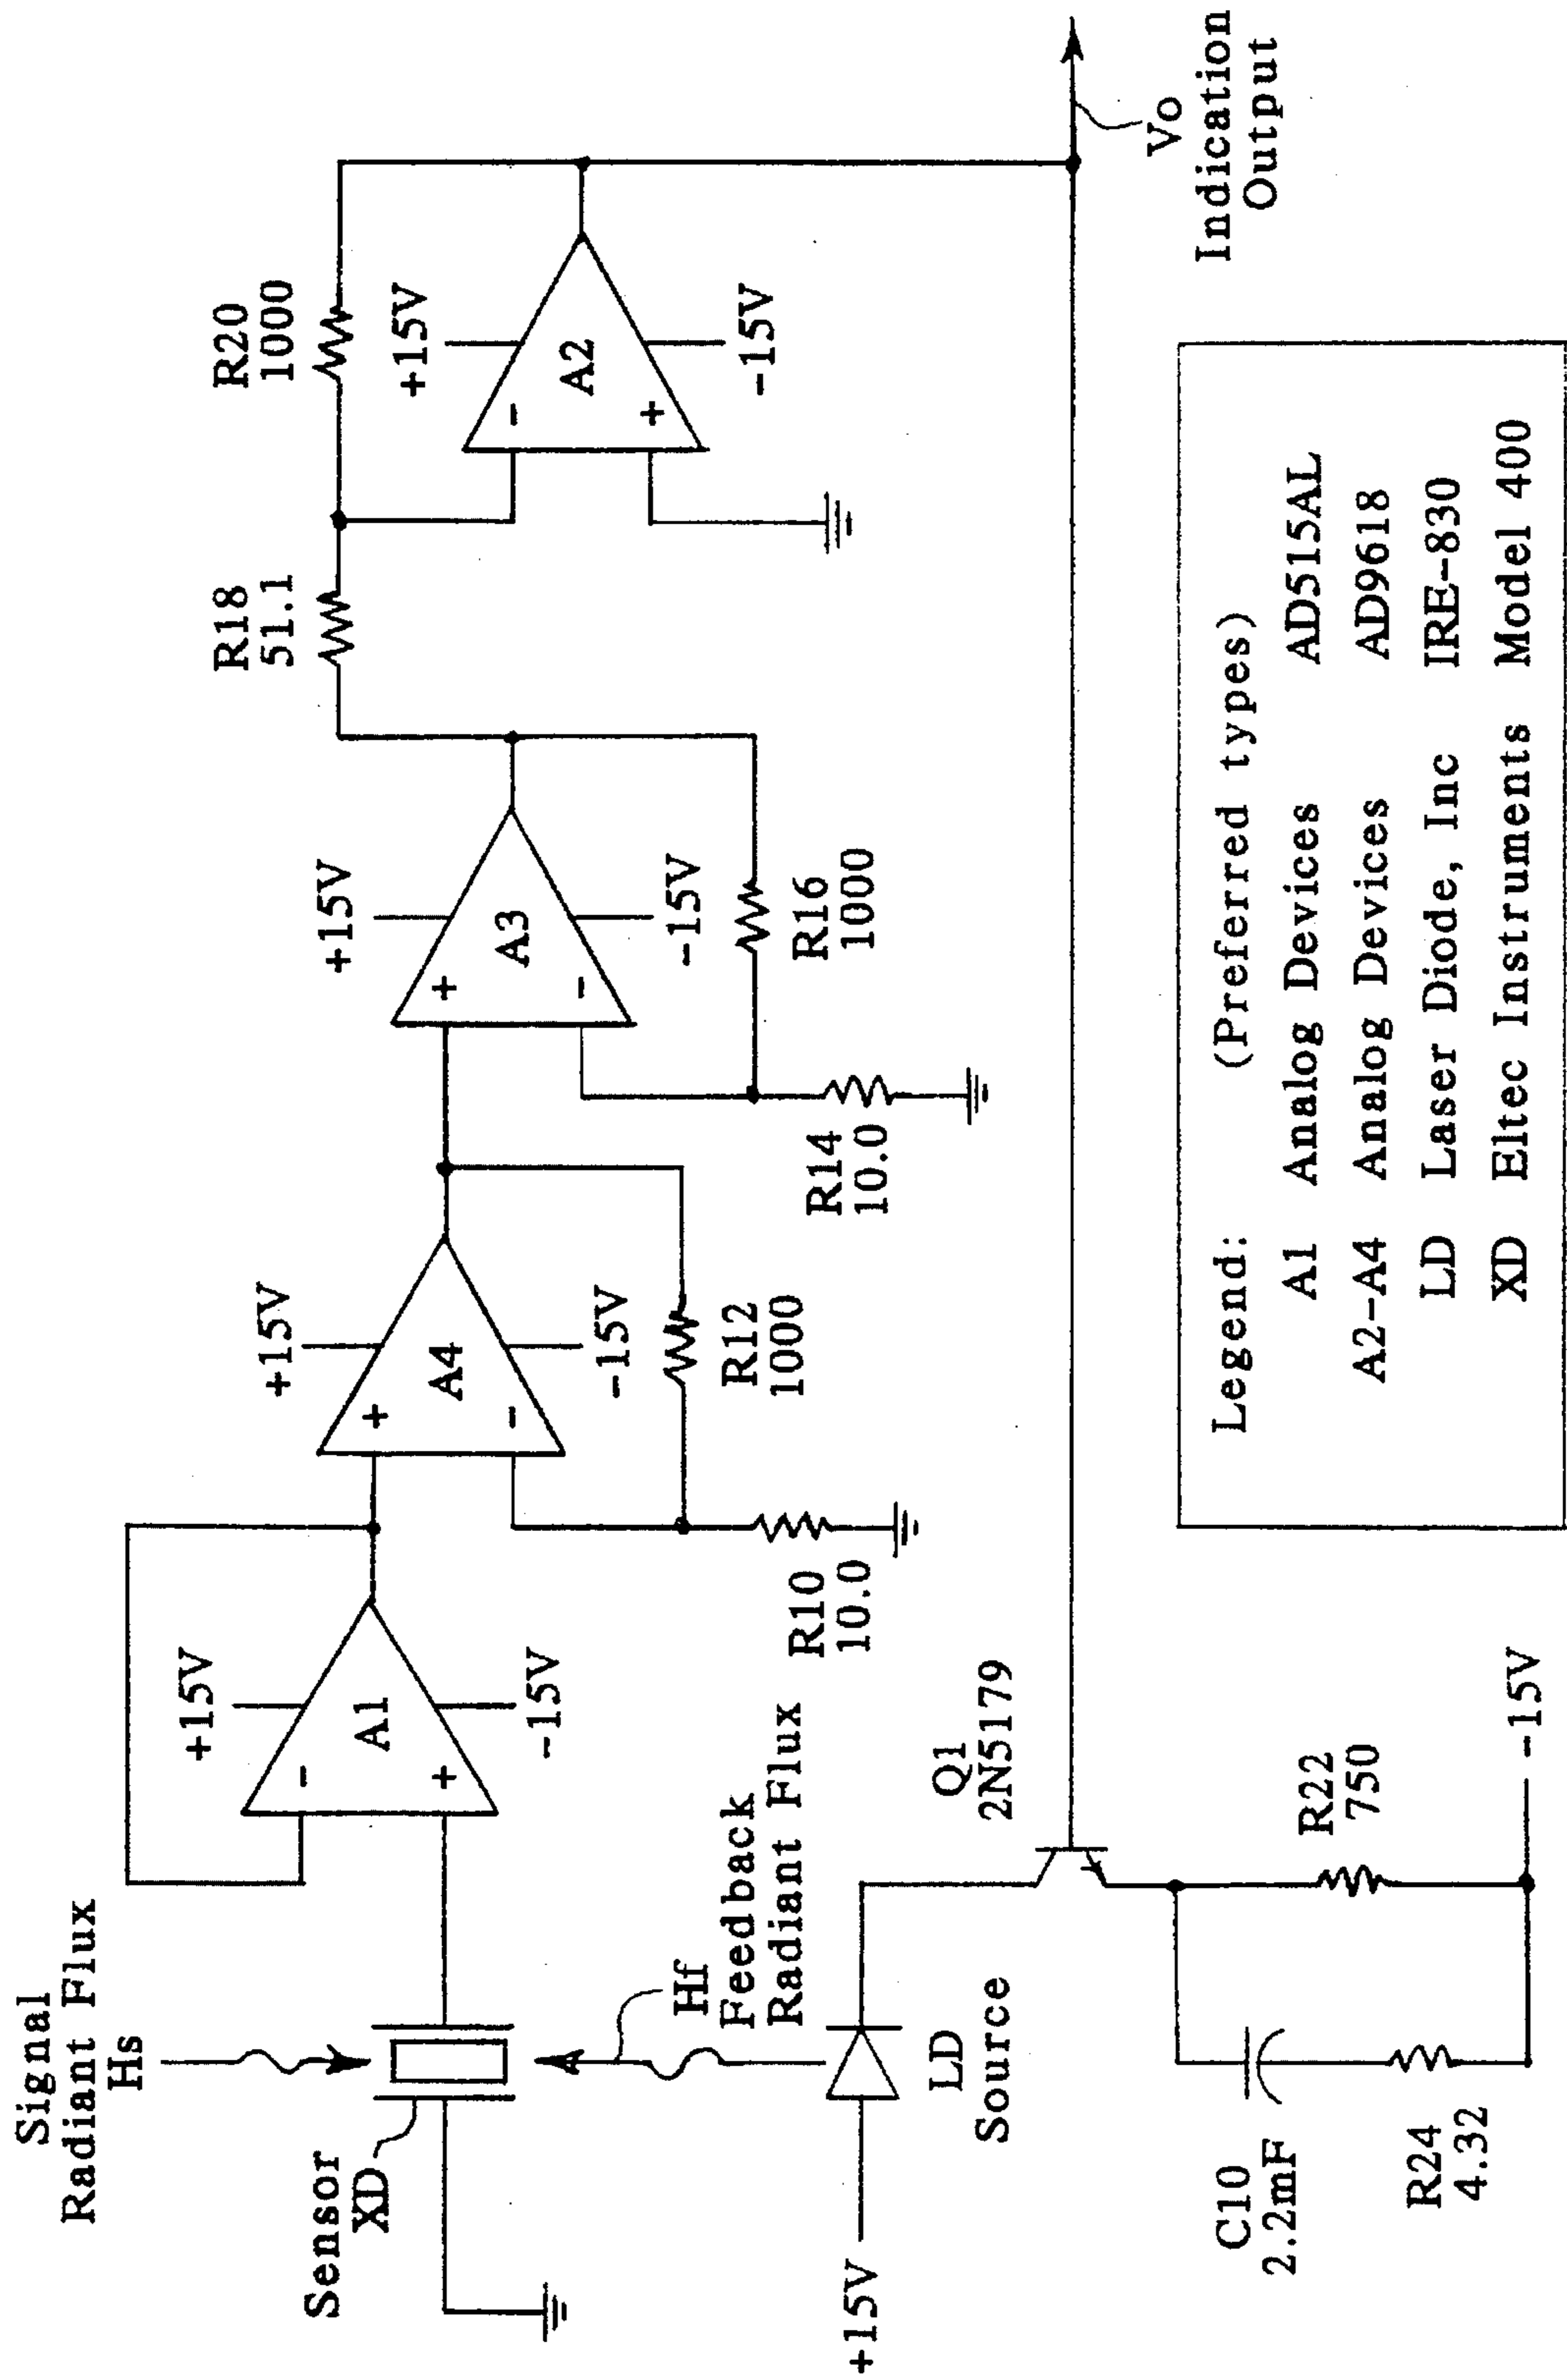 Signal
Radiant Flux
Hs
Sensor
XD
+15V
-
A1
+
-15V
+15V
+
A4
-
-15V
R10
10.0
R12
1000
+15V
+
A3
-
-15V
R14
10.0
R16
1000
R18
51.1
R20
1000
+15V
-
A2
+
-15V
Hf
Feedback
Radiant Flux
+15V
LD
Source
Q1
2N5179
C10
2.2mF
R24
4.32
R22
750
-15V
Vo
Indication
Output
Legend: (Preferred types)
A1 Analog Devices AD515AL
A2-A4 Analog Devices AD9618
LD Laser Diode, Inc IRE-830
XD Eltec Instruments Model 400